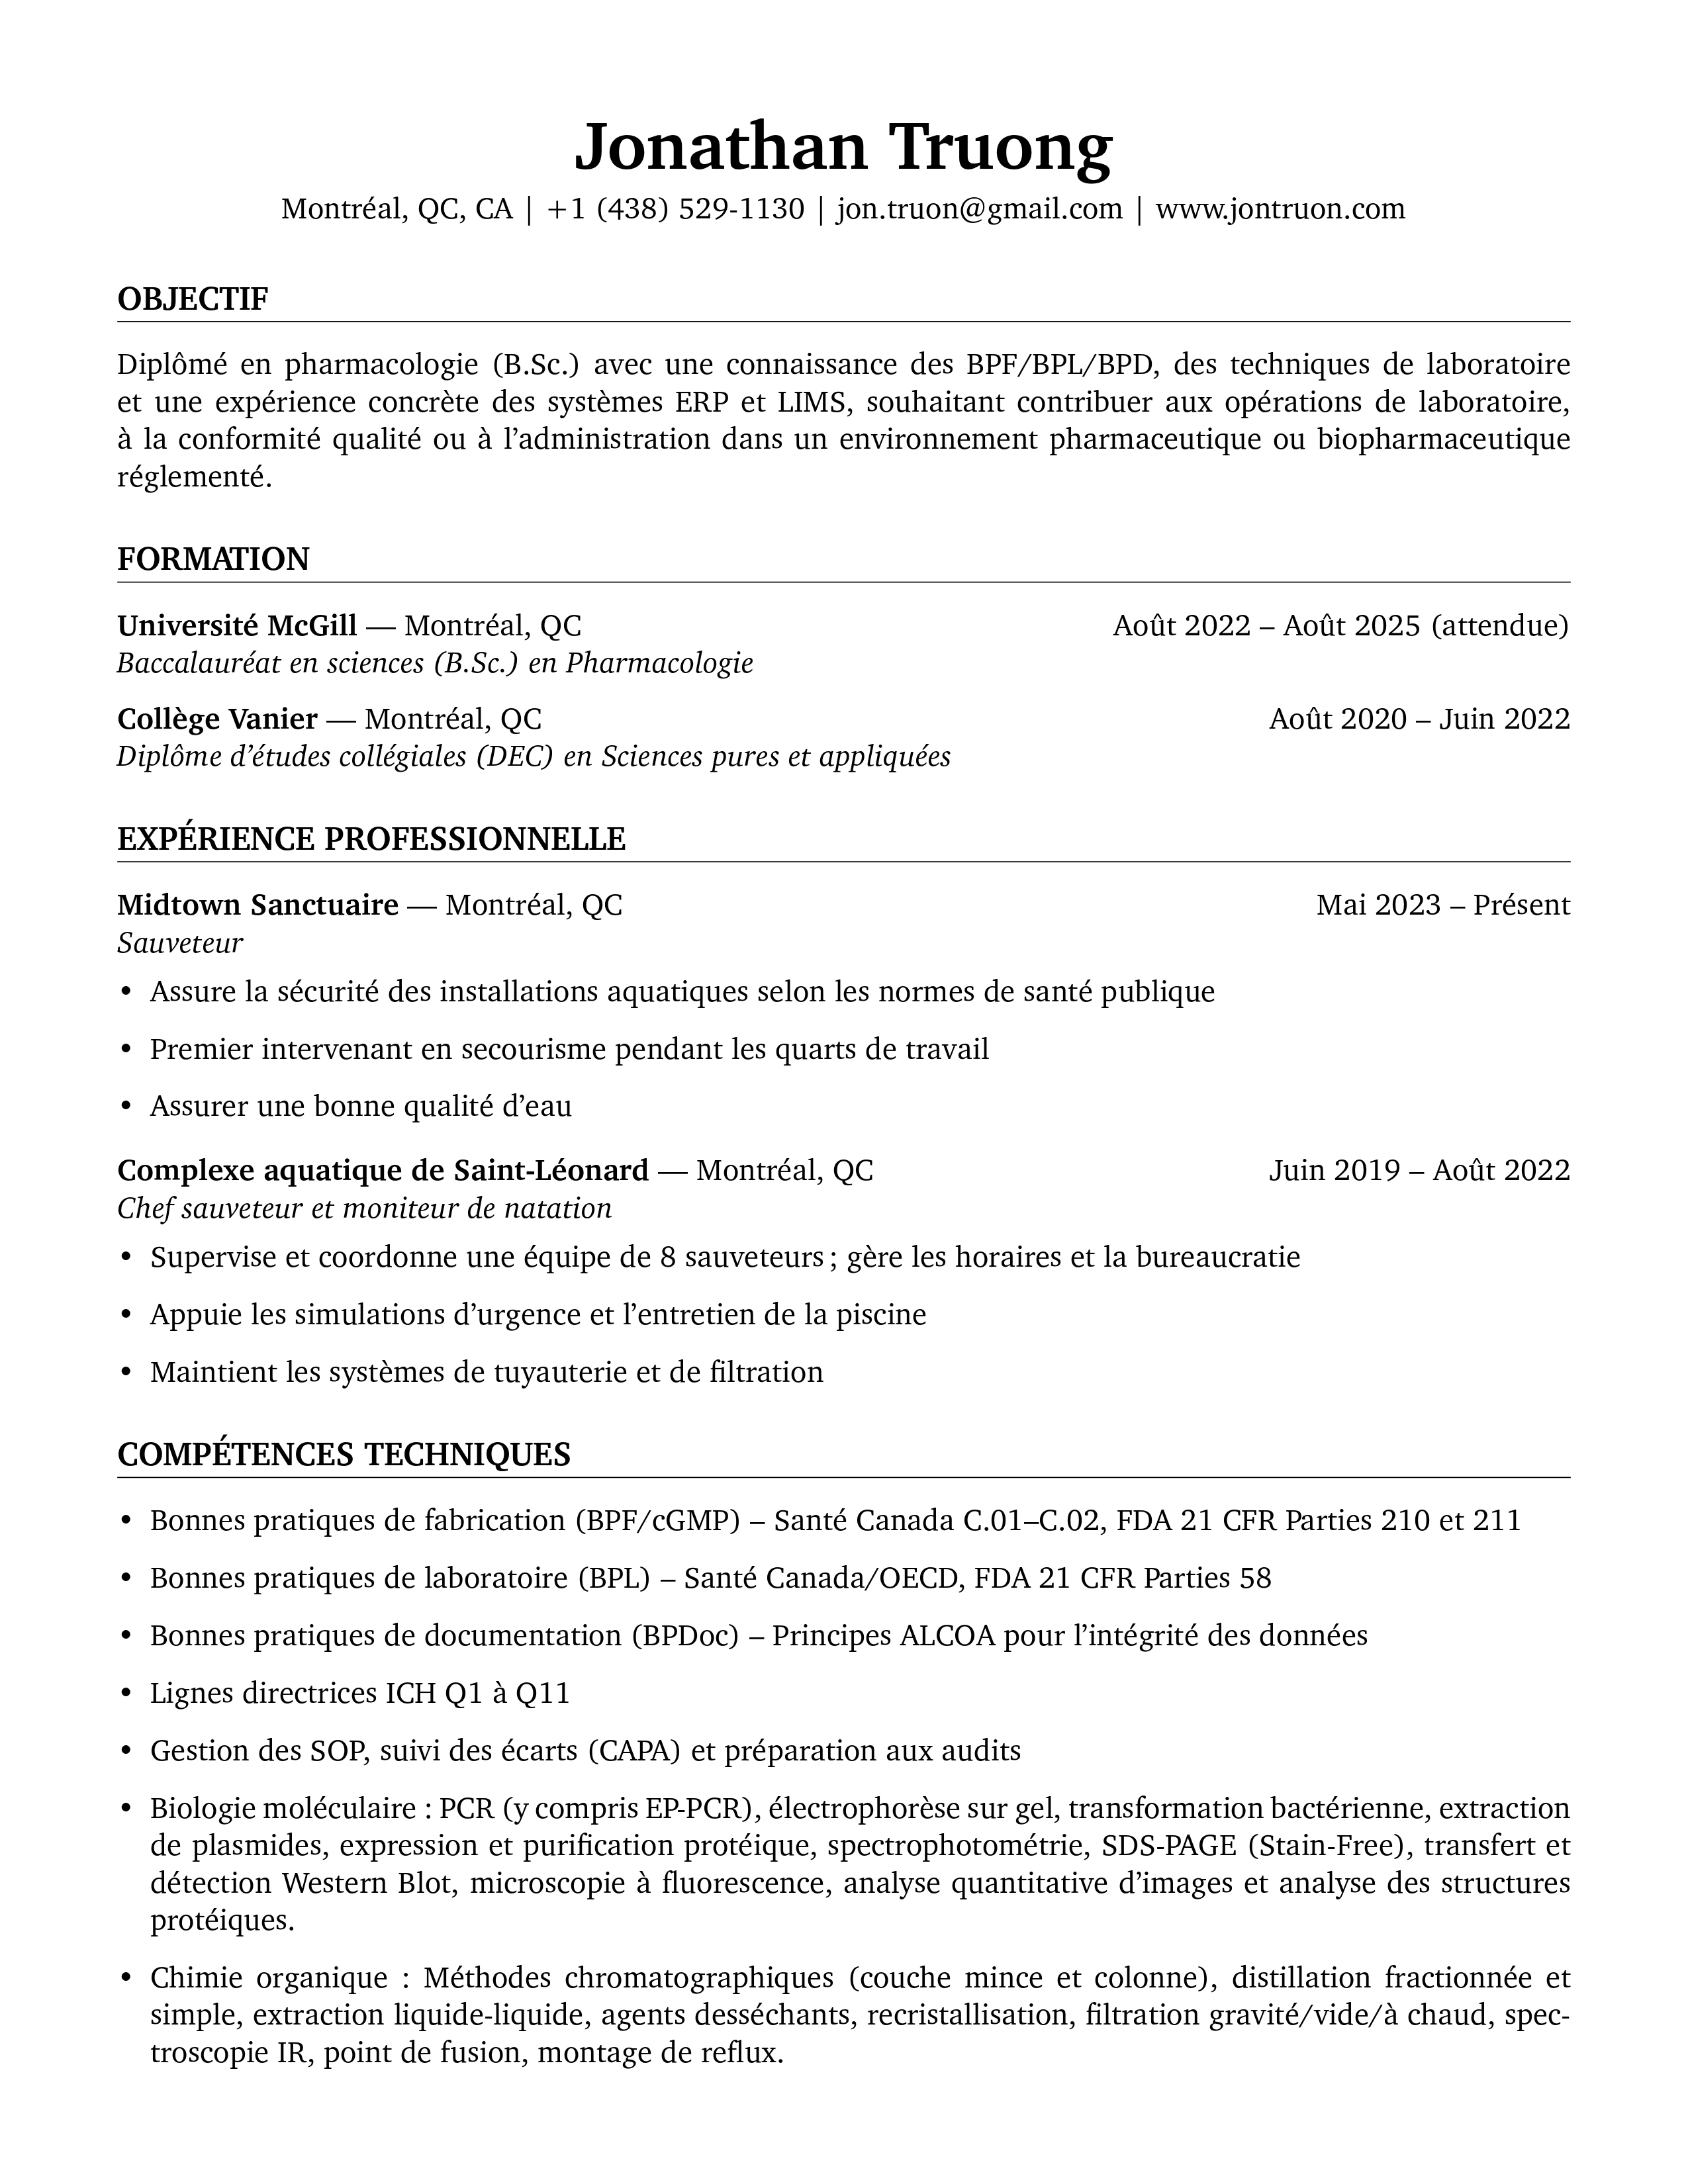 Jonathan Truong
Montréal, QC, CA | +1 (438) 529-1130 | jon.truon@gmail.com | www.jontruon.com
OBJECTIF
Diplômé en pharmacologie (B.Sc.) avec une connaissance des BPF/BPL/BPD, des techniques de laboratoire
et une expérience concrète des systèmes ERP et LIMS, souhaitant contribuer aux opérations de laboratoire,
à la conformité qualité ou à l’administration dans un environnement pharmaceutique ou biopharmaceutique
réglementé.
FORMATION
Université McGill — Montréal, QC Août 2022 – Août 2025 (attendue)
Baccalauréat en sciences (B.Sc.) en Pharmacologie
Collège Vanier — Montréal, QC Août 2020 – Juin 2022
Diplôme d’études collégiales (DEC) en Sciences pures et appliquées
EXPÉRIENCE PROFESSIONNELLE
Midtown Sanctuaire — Montréal, QC Mai 2023 – Présent
Sauveteur
• Assure la sécurité des installations aquatiques selon les normes de santé publique
• Premier intervenant en secourisme pendant les quarts de travail
• Assurer une bonne qualité d’eau
Complexe aquatique de Saint-Léonard — Montréal, QC Juin 2019 – Août 2022
Chef sauveteur et moniteur de natation
• Supervise et coordonne une équipe de 8 sauveteurs ; gère les horaires et la bureaucratie
• Appuie les simulations d’urgence et l’entretien de la piscine
• Maintient les systèmes de tuyauterie et de filtration
COMPÉTENCES TECHNIQUES
• Bonnes pratiques de fabrication (BPF/cGMP) – Santé Canada C.01–C.02, FDA 21 CFR Parties 210 et 211
• Bonnes pratiques de laboratoire (BPL) – Santé Canada/OECD, FDA 21 CFR Parties 58
• Bonnes pratiques de documentation (BPDoc) – Principes ALCOA pour l’intégrité des données
• Lignes directrices ICH Q1 à Q11
• Gestion des SOP, suivi des écarts (CAPA) et préparation aux audits
• Biologie moléculaire : PCR (y compris EP-PCR), électrophorèse sur gel, transformation bactérienne, extraction
de plasmides, expression et purification protéique, spectrophotométrie, SDS-PAGE (Stain-Free), transfert et
détection Western Blot, microscopie à fluorescence, analyse quantitative d’images et analyse des structures
protéiques.
• Chimie organique : Méthodes chromatographiques (couche mince et colonne), distillation fractionnée et
simple, extraction liquide-liquide, agents desséchants, recristallisation, filtration gravité/vide/à chaud, spec-
troscopie IR, point de fusion, montage de reflux.